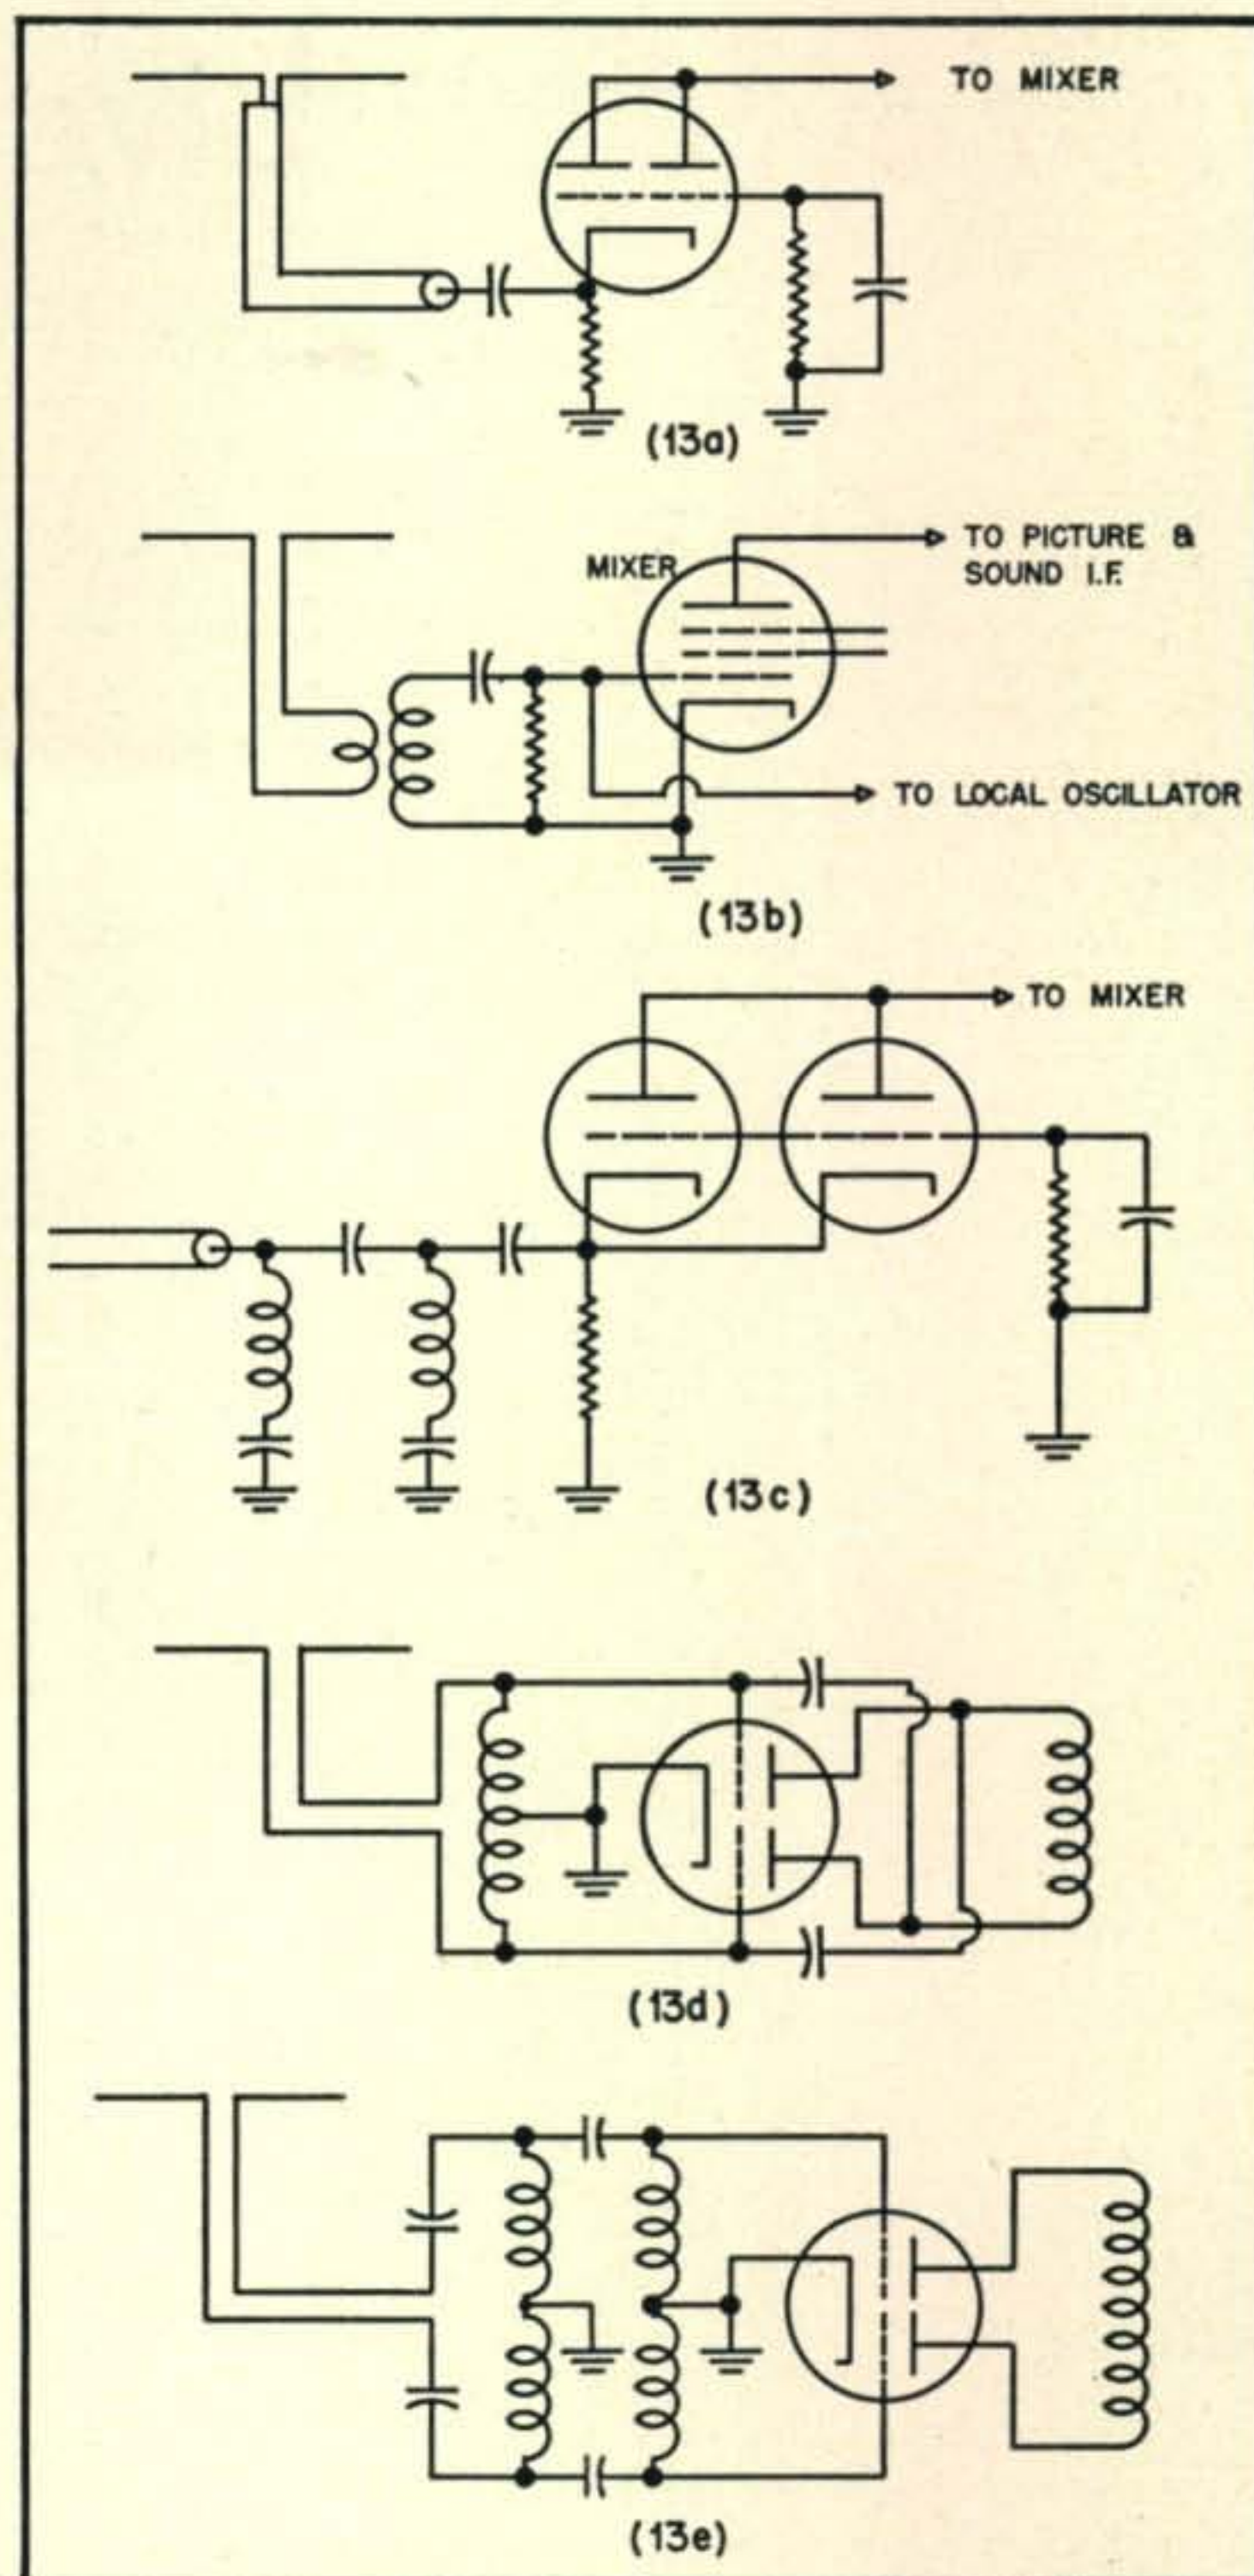 TO MIXER
(13a)
MIXER
TO PICTURE &
SOUND I.F.
TO LOCAL OSCILLATOR
(13b)
TO MIXER
(13c)
(13d)
(13e)